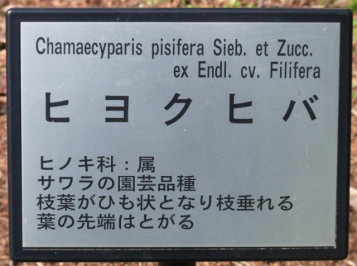 Chamaecyparis pisifera Sieb. et Zucc.
ex Endl. cv. Filifera
ヒヨクヒバ
ヒノキ科：属
サワラの園芸品種
枝葉がひも状となり枝垂れる
葉の先端はとがる